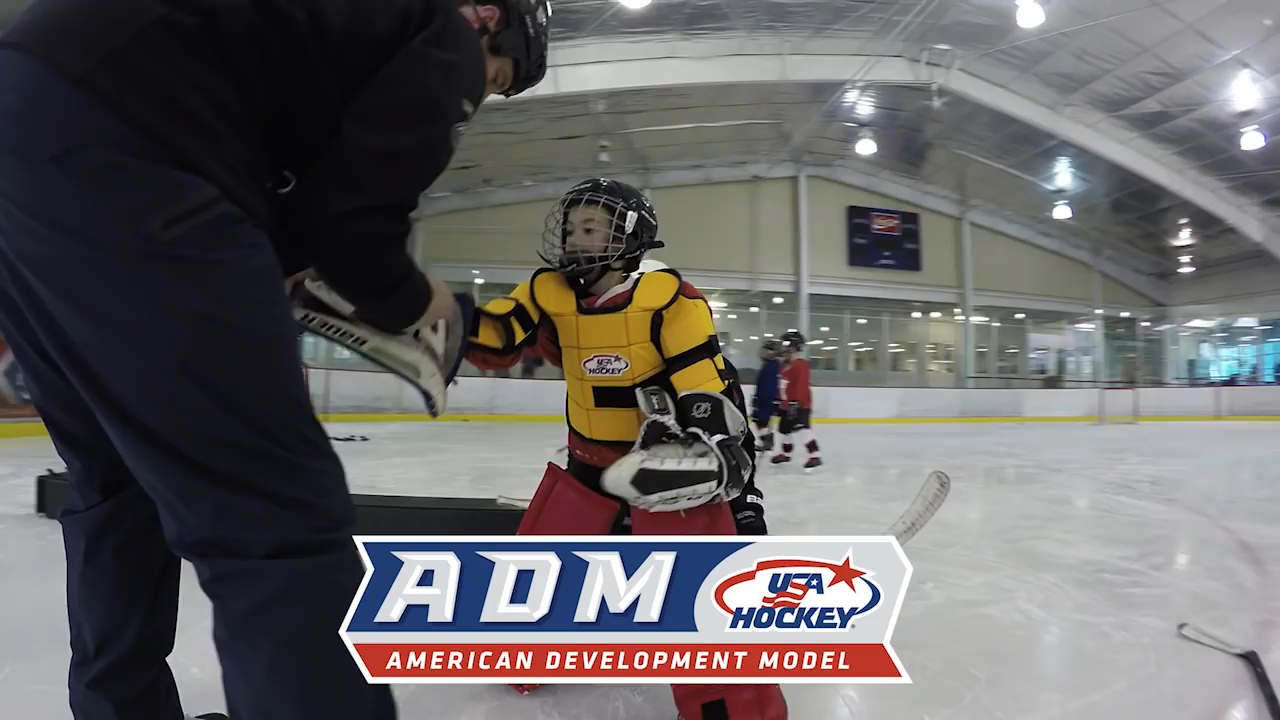 USA
HOCKEY
ADM
USA
HOCKEY
AMERICAN DEVELOPMENT MODEL